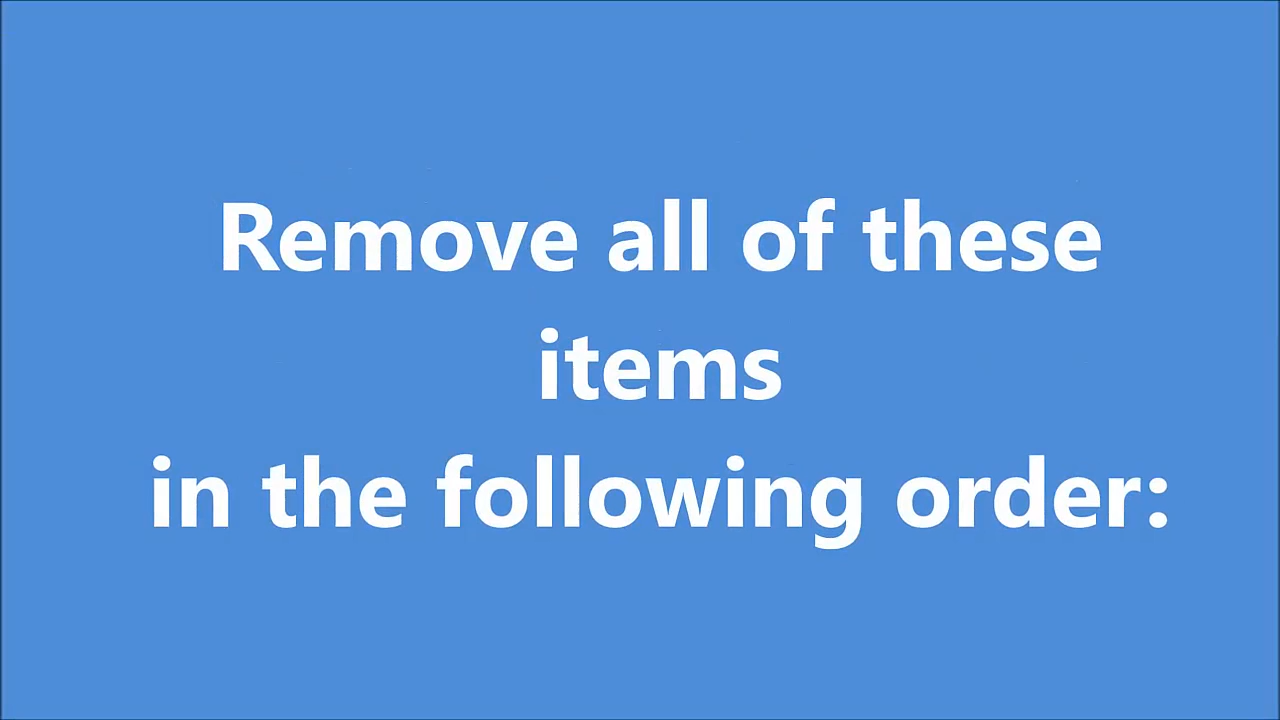 Remove all of these
items
in the following order: